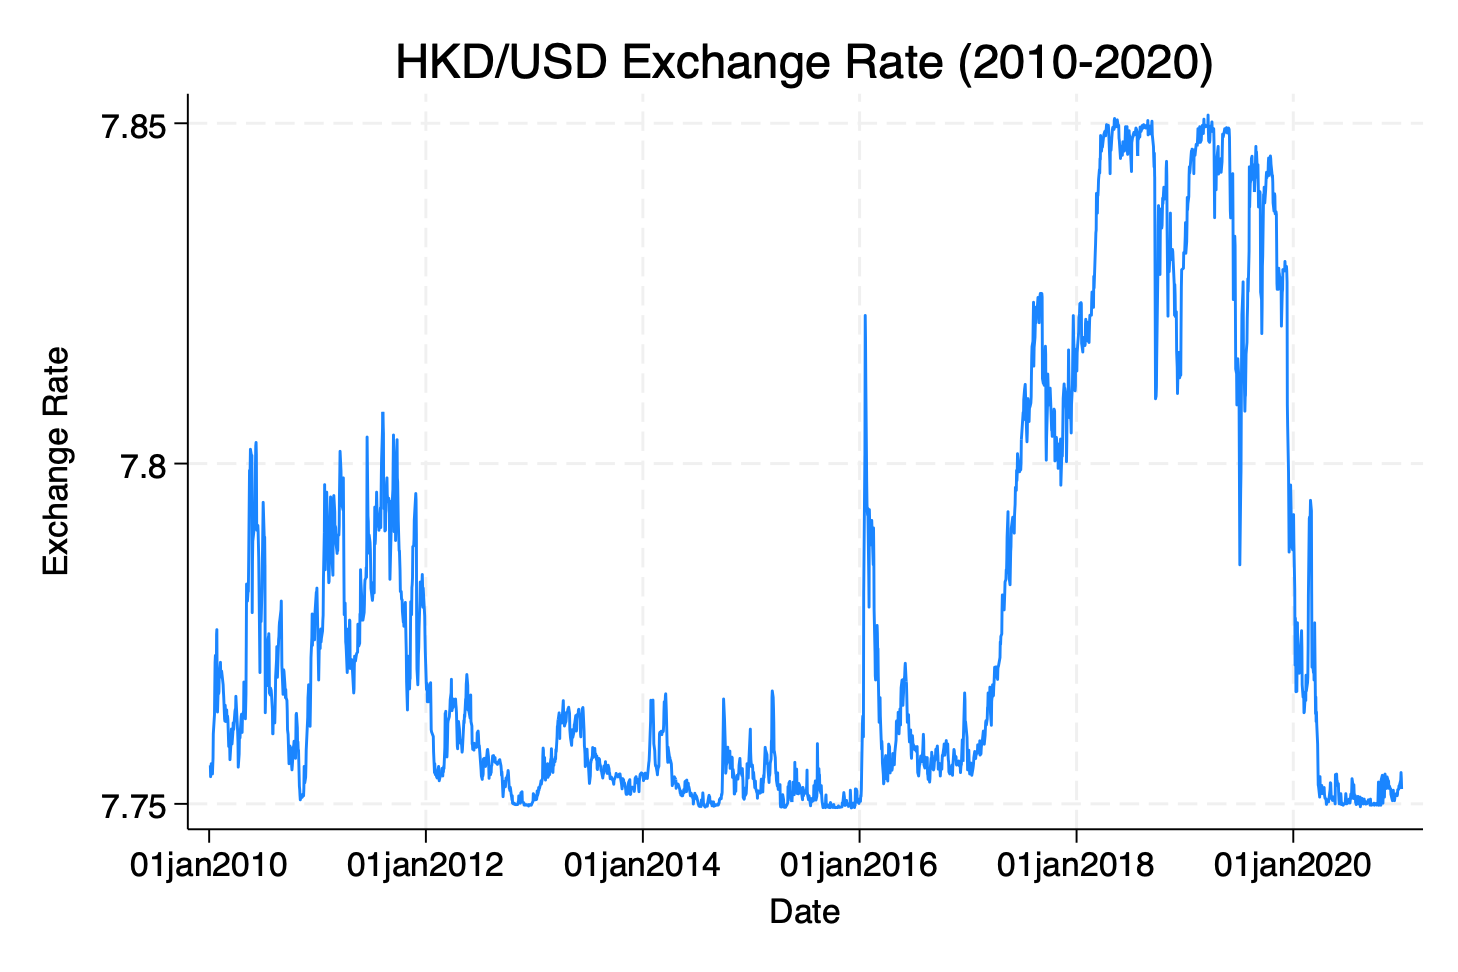 HKD/USD Exchange Rate (2010-2020)
Exchange Rate
7.85
7.8
7.75
01jan2010 01jan2012 01jan2014 01jan2016 01jan2018 01jan2020
Date